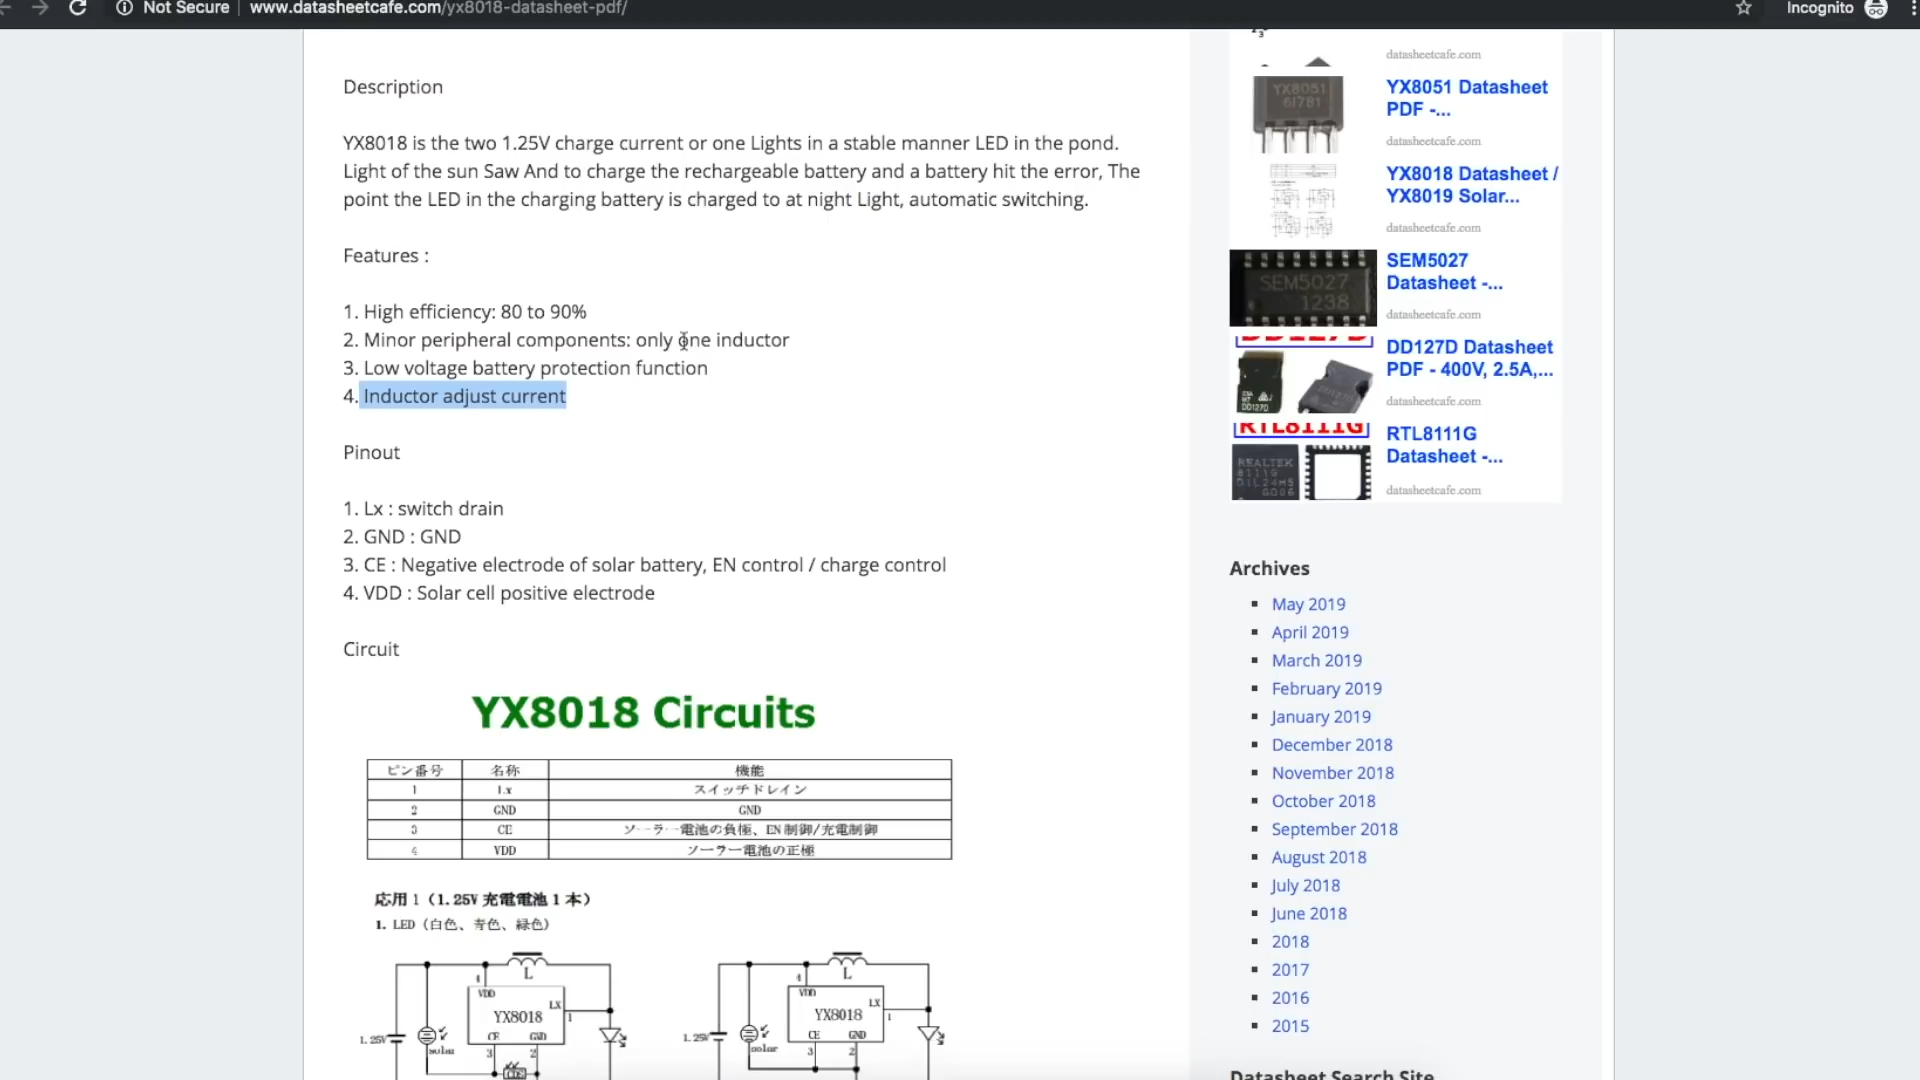 Not Secure | www.datasheetcafe.com/yx8018-datasheet-pdf/
Incognito
Description
YX8018 is the two 1.25V charge current or one Lights in a stable manner LED in the pond.
Light of the sun Saw And to charge the rechargeable battery and a battery hit the error, The
point the LED in the charging battery is charged to at night Light, automatic switching.
Features :
1. High efficiency: 80 to 90%
2. Minor peripheral components: only one inductor
3. Low voltage battery protection function
4. Inductor adjust current
Pinout
1. Lx : switch drain
2. GND : GND
3. CE : Negative electrode of solar battery, EN control / charge control
4. VDD : Solar cell positive electrode
Circuit
YX8018 Circuits
ピン番号 名称 機能
1 Lx スイッチドレイン
2 GND GND
3 CE ソーラー電池の負極、EN 制御/充電制御
4 VDD ソーラー電池の正極
応用 1（1.25V 充電電池 1 本）
1. LED（白色、青色、緑色）
L
4
VDD
LX
YX8018
1
CE GND
1.25V
solar
3 2
CDS
L
4
VDD
LX
YX8018
1
CE GND
1.25V
solar
3 2
datasheetcafe.com
YX8051
61781
YX8051 Datasheet
PDF -...
datasheetcafe.com
YX8018 Datasheet /
YX8019 Solar...
datasheetcafe.com
SEM5027
1238
SEM5027
Datasheet -...
datasheetcafe.com
DD127D
DD127D Datasheet
PDF - 400V, 2.5A,...
datasheetcafe.com
RTL8111G
REALTEK
RTL8111G
Datasheet -...
datasheetcafe.com
Archives
May 2019
April 2019
March 2019
February 2019
January 2019
December 2018
November 2018
October 2018
September 2018
August 2018
July 2018
June 2018
2018
2017
2016
2015
Datasheet Search Site